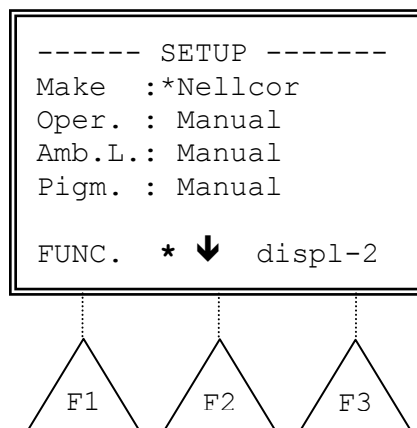 ------ SETUP -------
Make  :*Nellcor
Oper. : Manual
Amb.L.: Manual
Pigm. : Manual
FUNC.  * 🡳  displ-2
F1 F2 F3